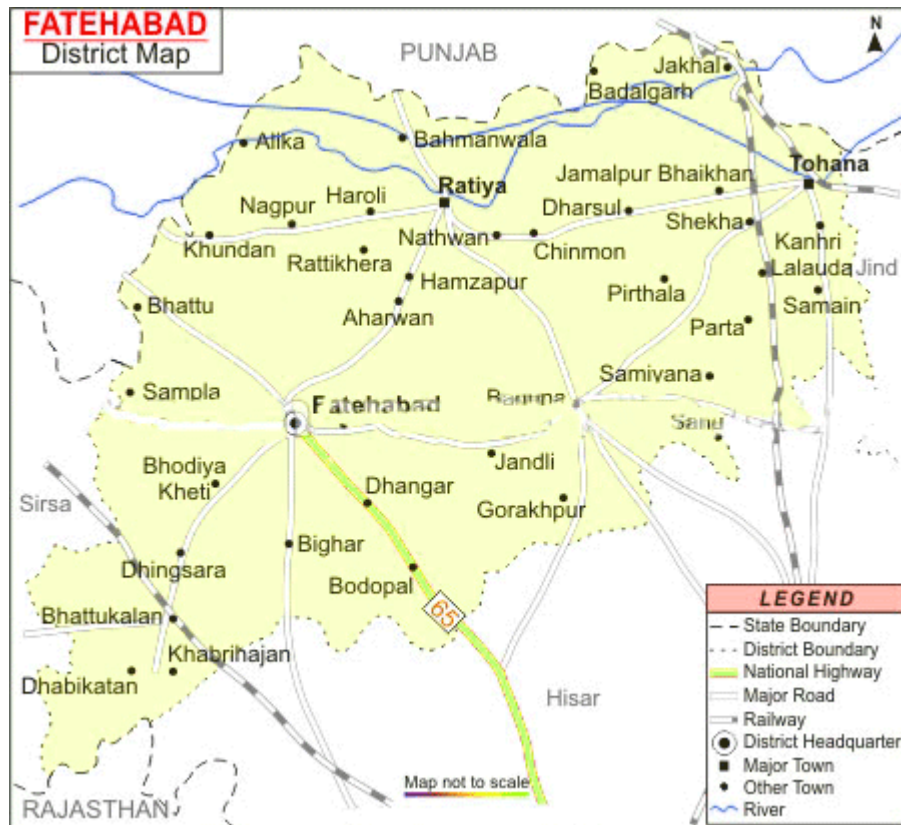 FATEHABAD
District Map
PUNJAB
N
Jakhal
Badalgarh
Alika
Bahmanwala
Tohana
Ratiya
Jamalpur Bhaikhan
Haroli
Nagpur
Dharsul
Shekha
Kanhri
Khundan
Nathwan
Chinmon
Rattikhera
Hamzapur
Lalauda
Jind
Pirthala
Samain
Bhattu
Aharwan
Parta
Sampla
Samiyana
Fatehabad
Jandli
Bhodiya
Kheti
Dhangar
Gorakhpur
Sirsa
Bighar
Dhingsara
Bodopal
65
Bhattukalan
Khabrihajan
Dhabikatan
Hisar
RAJASTHAN
Map not to scale
LEGEND
State Boundary
District Boundary
National Highway
Major Road
Railway
District Headquarter
Major Town
Other Town
River